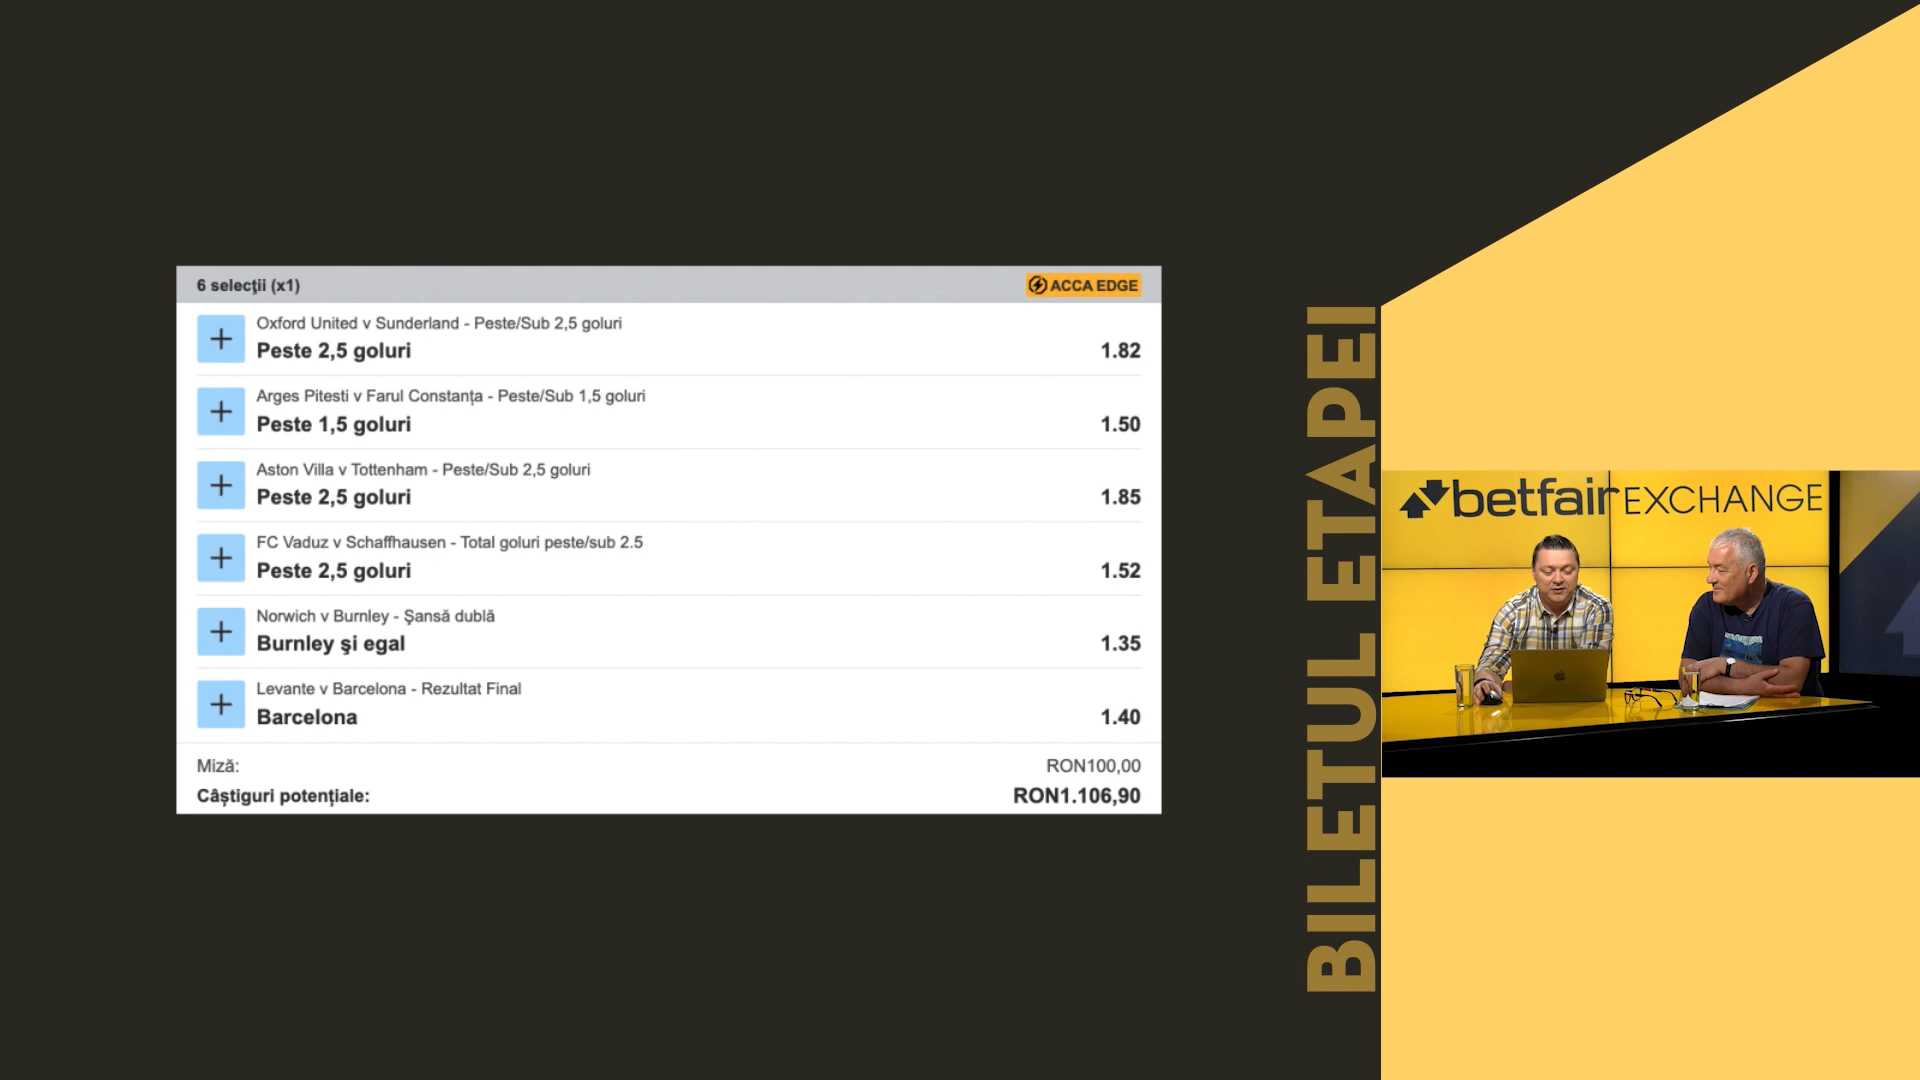 6 selecţii (x1)
ACCA EDGE
Oxford United v Sunderland - Peste/Sub 2,5 goluri
Peste 2,5 goluri
1.82
Arges Pitesti v Farul Constanța - Peste/Sub 1,5 goluri
Peste 1,5 goluri
1.50
Aston Villa v Tottenham - Peste/Sub 2,5 goluri
Peste 2,5 goluri
1.85
FC Vaduz v Schaffhausen - Total goluri peste/sub 2.5
Peste 2,5 goluri
1.52
Norwich v Burnley - Şansă dublă
Burnley şi egal
1.35
Levante v Barcelona - Rezultat Final
Barcelona
1.40
Miză:
RON100,00
Câștiguri potențiale:
RON1.106,90
BILETUL ETAPEI
betfair EXCHANGE